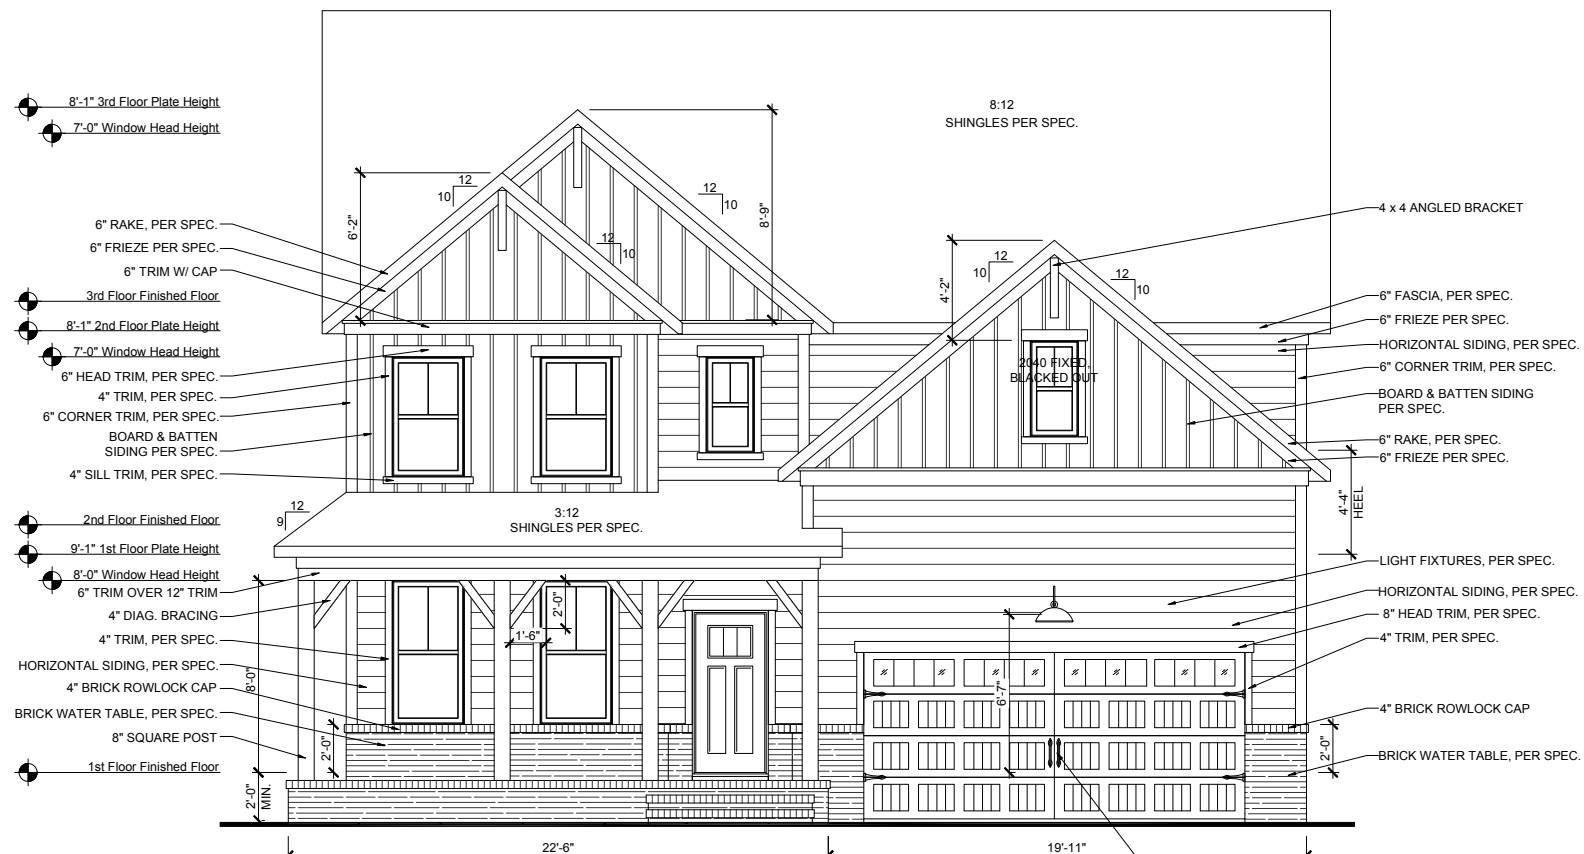 8'-1" 3rd Floor Plate Height
7'-0" Window Head Height
8:12
SHINGLES PER SPEC.
12
10
12
10
8'-9"
6'-2"
6" RAKE, PER SPEC.
6" FRIEZE PER SPEC.
6" TRIM W/ CAP
12
10
4'-2"
12
10
12
10
4 x 4 ANGLED BRACKET
3rd Floor Finished Floor
8'-1" 2nd Floor Plate Height
7'-0" Window Head Height
6" HEAD TRIM, PER SPEC.
4" TRIM, PER SPEC.
6" CORNER TRIM, PER SPEC.
BOARD & BATTEN
SIDING PER SPEC.
4" SILL TRIM, PER SPEC.
2040 FIXED,
BLACKED OUT
6" FASCIA, PER SPEC.
6" FRIEZE PER SPEC.
HORIZONTAL SIDING, PER SPEC.
6" CORNER TRIM, PER SPEC.
BOARD & BATTEN SIDING
PER SPEC.
6" RAKE, PER SPEC.
6" FRIEZE PER SPEC.
4'-4"
HEEL
12
9
3:12
SHINGLES PER SPEC.
2nd Floor Finished Floor
9'-1" 1st Floor Plate Height
8'-0" Window Head Height
6" TRIM OVER 12" TRIM
4" DIAG. BRACING
4" TRIM, PER SPEC.
HORIZONTAL SIDING, PER SPEC.
4" BRICK ROWLOCK CAP
BRICK WATER TABLE, PER SPEC.
8" SQUARE POST
1st Floor Finished Floor
8'-0"
2'-0"
MIN.
2'-0"
2'-0"
1'-6"
6'-7"
LIGHT FIXTURES, PER SPEC.
HORIZONTAL SIDING, PER SPEC.
8" HEAD TRIM, PER SPEC.
4" TRIM, PER SPEC.
4" BRICK ROWLOCK CAP
2'-0"
BRICK WATER TABLE, PER SPEC.
22'-6"
19'-11"